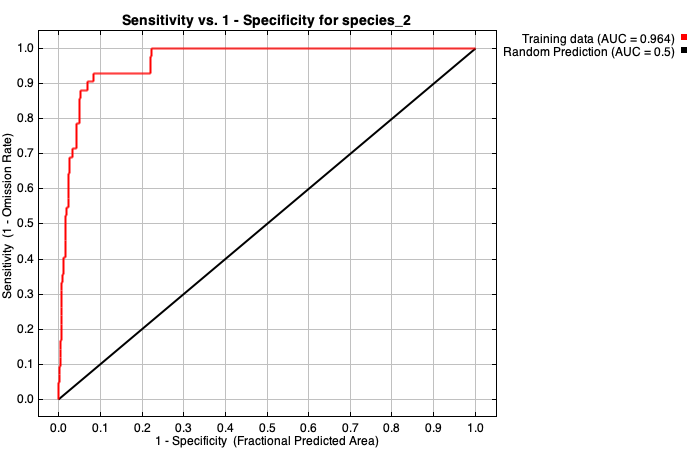 Sensitivity vs. 1 - Specificity for species_2
Training data (AUC = 0.964)
Random Prediction (AUC = 0.5)
Sensitivity (1 - Omission Rate)
1.0
0.9
0.8
0.7
0.6
0.5
0.4
0.3
0.2
0.1
0.0
0.0 0.1 0.2 0.3 0.4 0.5 0.6 0.7 0.8 0.9 1.0
1 - Specificity (Fractional Predicted Area)